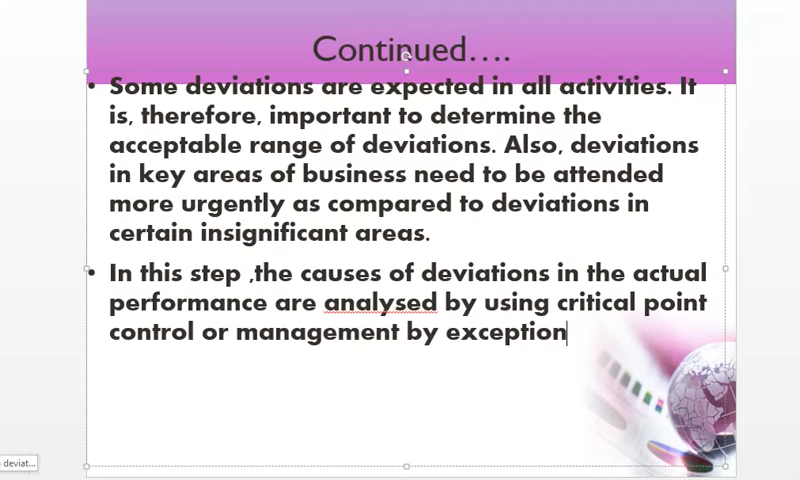 Continued....
• Some deviations are expected in all activities. It
is, therefore, important to determine the
acceptable range of deviations. Also, deviations
in key areas of business need to be attended
more urgently as compared to deviations in
certain insignificant areas.
• In this step ,the causes of deviations in the actual
performance are analysed by using critical point
control or management by exception
deviat...